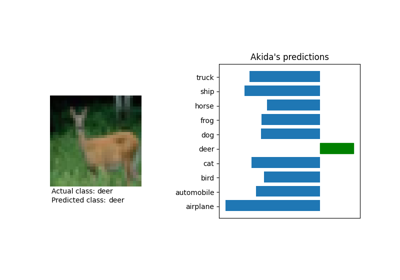 Akida's predictions
truck
ship
horse
frog
dog
deer
cat
bird
automobile
airplane
Actual class: deer
Predicted class: deer